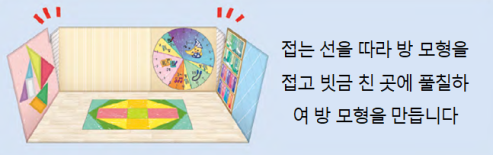 접는 선을 따라 방 모형을
접고 빗금 친 곳에 풀칠하
여 방 모형을 만듭니다